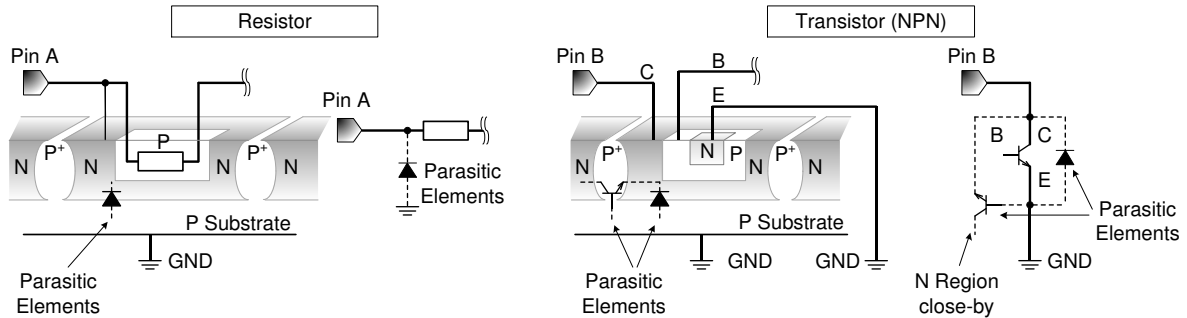 Resistor
Pin A
P
N
P+
N
P+
N
N
Parasitic
Elements
P Substrate
GND
Pin A
Parasitic
Elements
Transistor (NPN)
Pin B
C
B
E
N
P+
N
N
P
P+
N
P Substrate
Parasitic
Elements
GND
GND
Pin B
B
C
E
Parasitic
Elements
GND
N Region
close-by